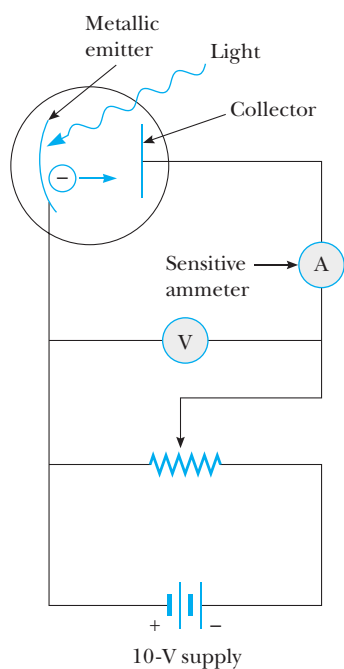 Metallic
emitter
Light
Collector
−
A
Sensitive
ammeter
V
+ −
10-V supply